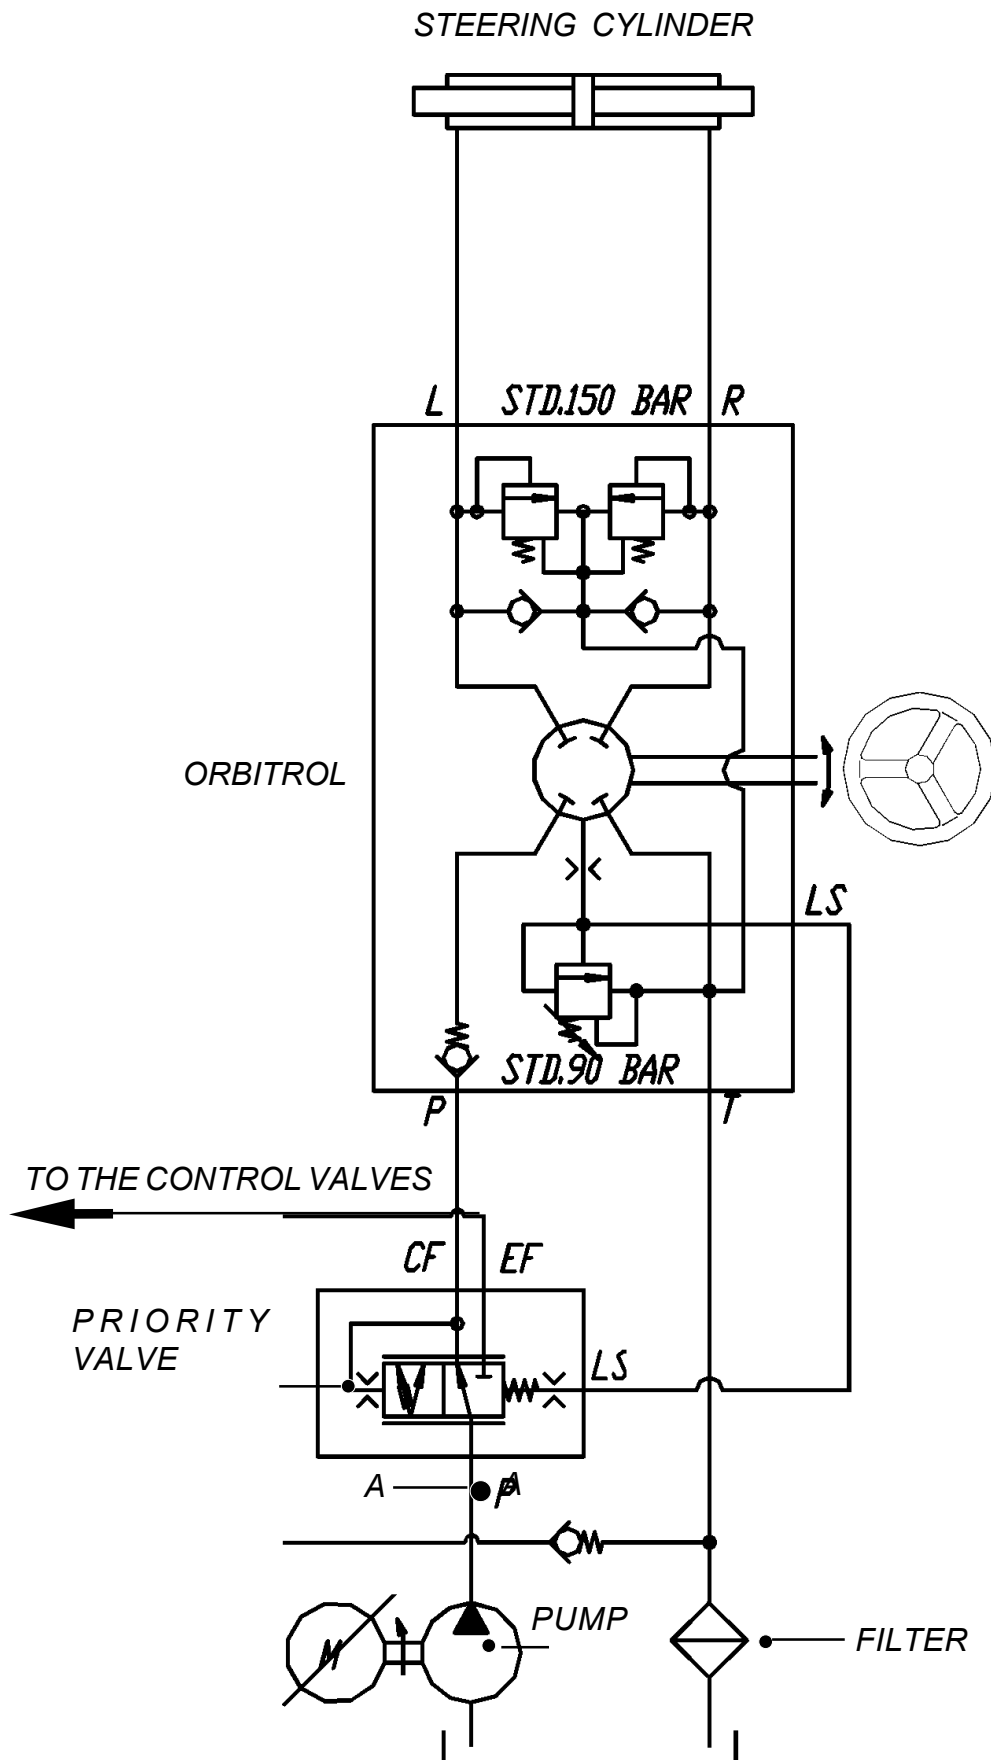 STEERING CYLINDER
L STD.150 BAR R
ORBITROL
LS
STD.90 BAR
P T
TO THE CONTROL VALVES
CF EF
PRIORITY
VALVE
LS
A P A
M
PUMP
FILTER